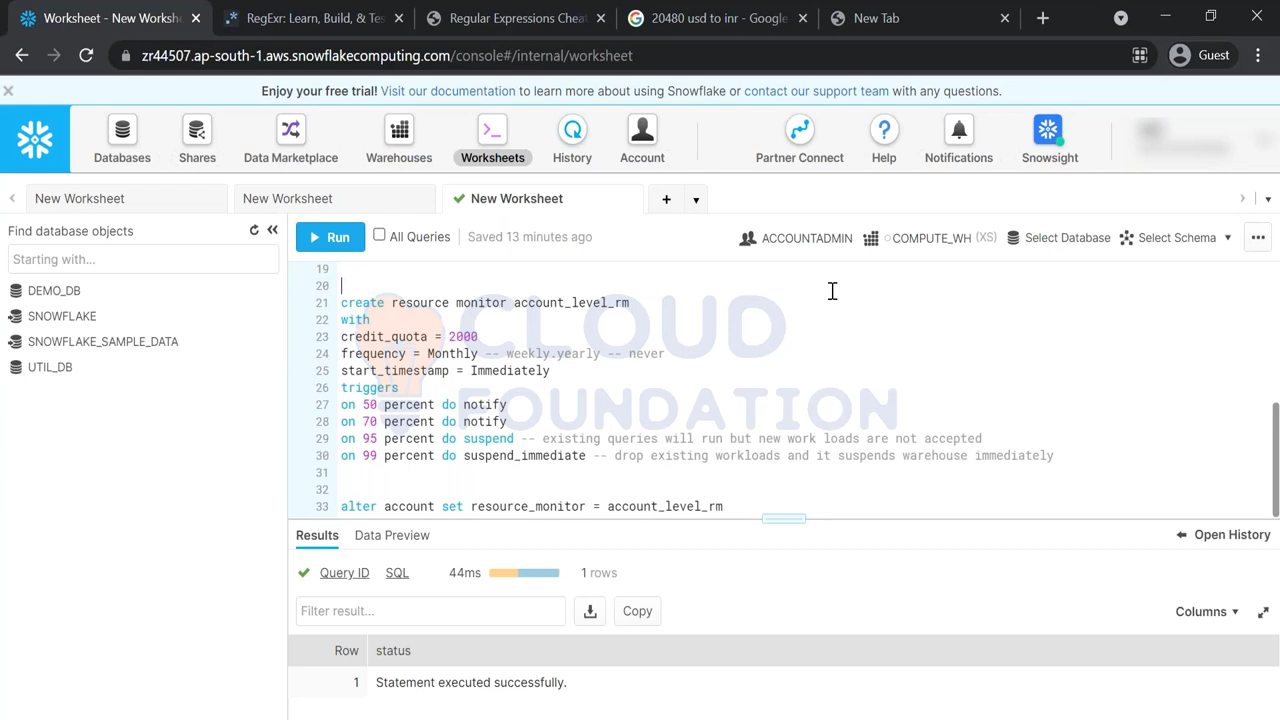 Worksheet - New Worksh
RegExr: Learn, Build, & Tes
Regular Expressions Chea
20480 usd to inr - Google
New Tab
zr44507.ap-south-1.aws.snowflakecomputing.com/console#/internal/worksheet
Guest
Enjoy your free trial! Visit our documentation to learn more about using Snowflake or contact our support team with any questions.
Databases
Shares
Data Marketplace
Warehouses
Worksheets
History
Account
Partner Connect
Help
Notifications
Snowsight
New Worksheet
New Worksheet
New Worksheet
Find database objects
Starting with...
DEMO_DB
SNOWFLAKE
SNOWFLAKE_SAMPLE_DATA
UTIL_DB
Run
All Queries
Saved 13 minutes ago
ACCOUNTADMIN
COMPUTE_WH (XS)
Select Database
Select Schema
19
20
21 create resource monitor account_level_rm
22 with
23 credit_quota = 2000
24 frequency = Monthly -- weekly.yearly -- never
25 start_timestamp = Immediately
26 triggers
27 on 50 percent do notify
28 on 70 percent do notify
29 on 95 percent do suspend -- existing queries will run but new work loads are not accepted
30 on 99 percent do suspend_immediate -- drop existing workloads and it suspends warehouse immediately
31
32
33 alter account set resource_monitor = account_level_rm
CLOUD
FOUNDATION
Results
Data Preview
Open History
Query ID
SQL
44ms
1 rows
Filter result...
Copy
Columns
Row status
1 Statement executed successfully.